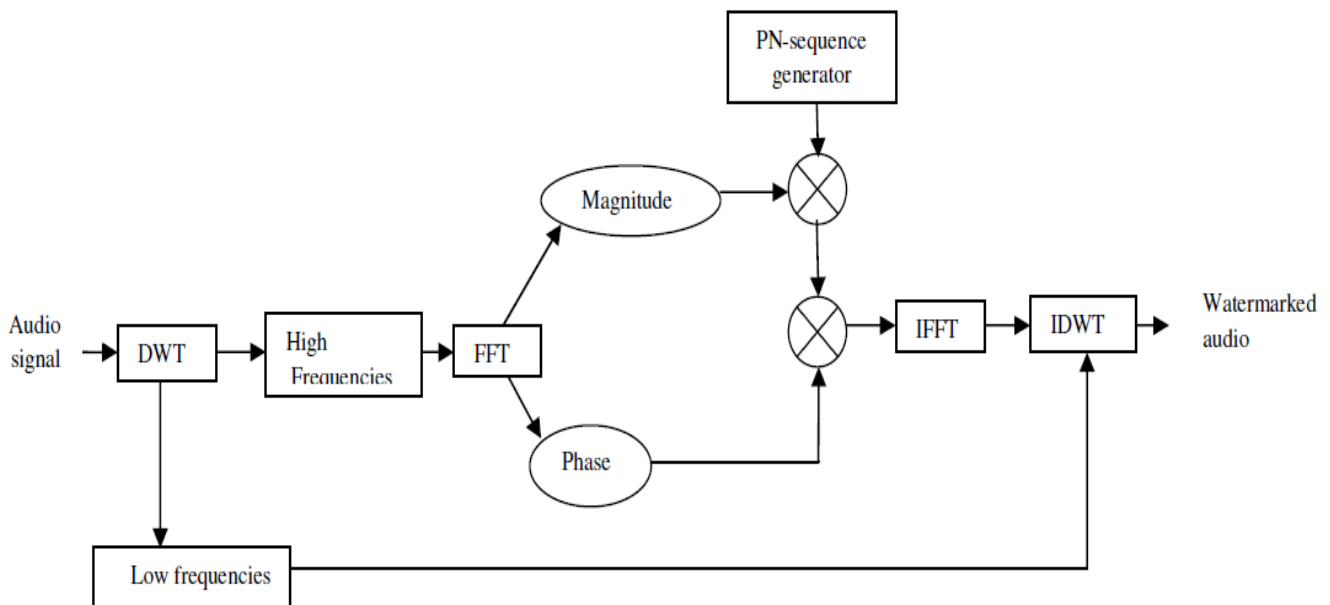 PN-sequence
generator
Magnitude
Audio
signal
DWT
High
Frequencies
FFT
IFFT
IDWT
Watermarked
audio
Phase
Low frequencies